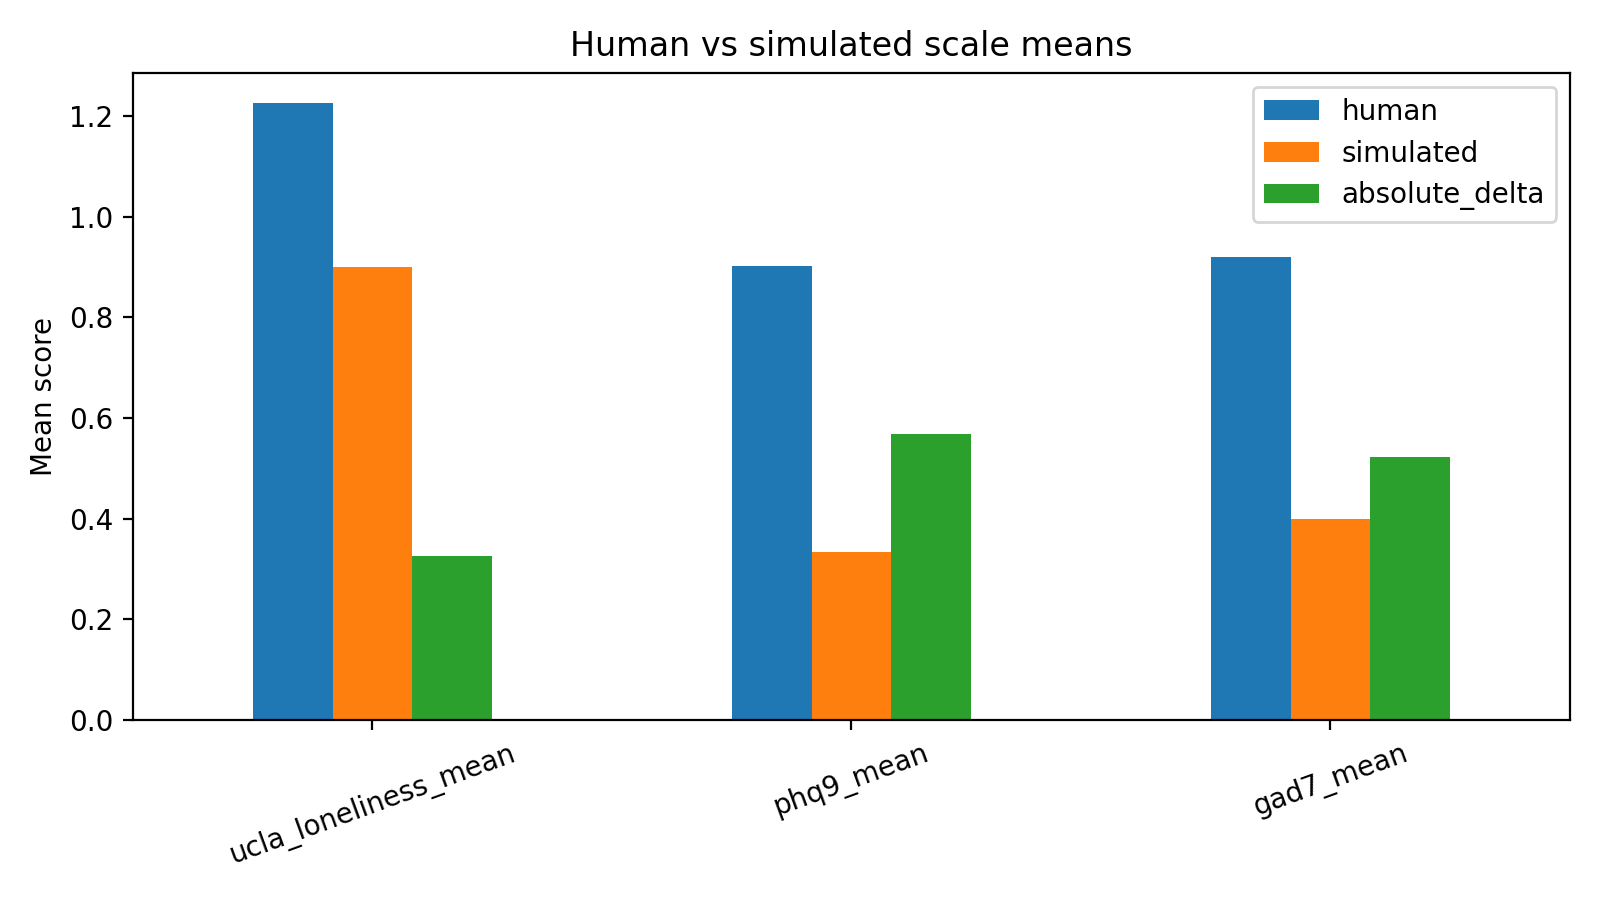 Human vs simulated scale means
human
simulated
absolute_delta
Mean score
1.2
1.0
0.8
0.6
0.4
0.2
0.0
ucla_loneliness_mean
phq9_mean
gad7_mean